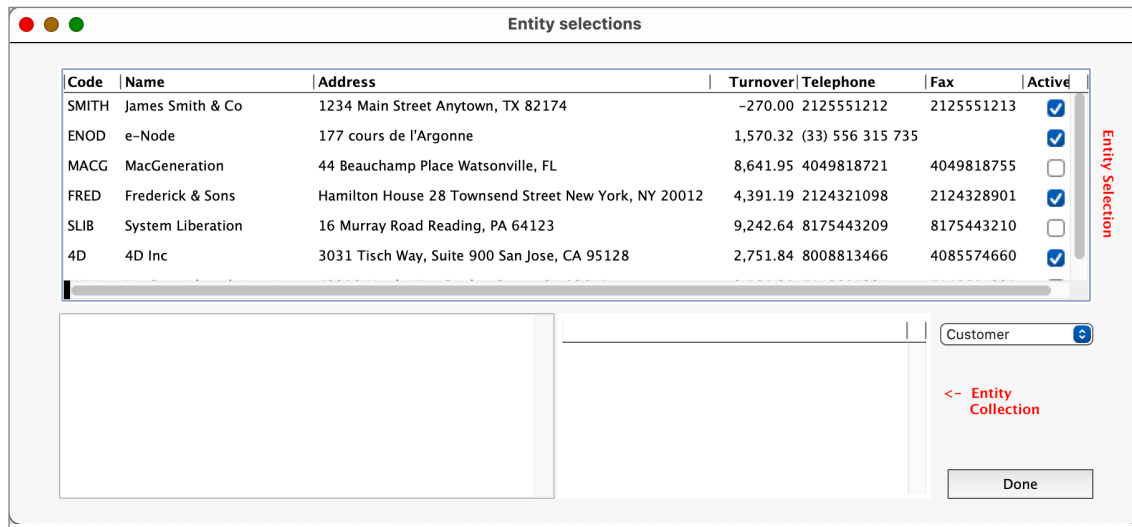 Entity selections
Code Name Address Turnover Telephone Fax Active
SMITH James Smith & Co 1234 Main Street Anytown, TX 82174 -270.00 2125551212 2125551213
ENOD e-Node 177 cours de l'Argonne 1,570.32 (33) 556 315 735
MACG MacGeneration 44 Beauchamp Place Watsonville, FL 8,641.95 4049818721 4049818755
FRED Frederick & Sons Hamilton House 28 Townsend Street New York, NY 20012 4,391.19 2124321098 2124328901
SLIB System Liberation 16 Murray Road Reading, PA 64123 9,242.64 8175443209 8175443210
4D 4D Inc 3031 Tisch Way, Suite 900 San Jose, CA 95128 2,751.84 8008813466 4085574660
Entity Selection
Customer
<- Entity
Collection
Done